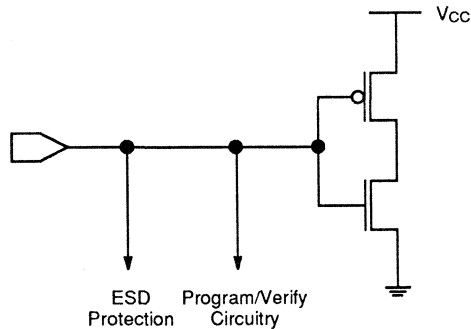 VCC
ESD
Protection
Program/Verify
Circuitry